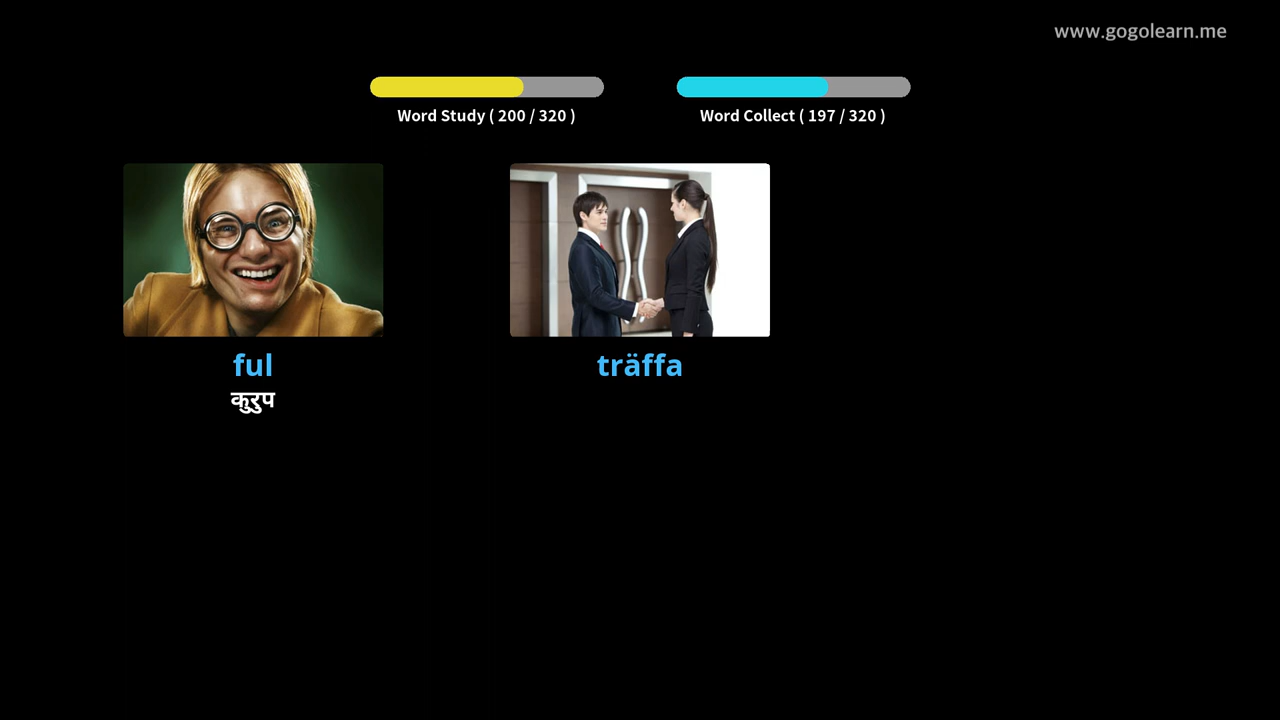 www.gogolearn.me
Word Study ( 200 / 320 )
Word Collect ( 197 / 320 )
ful
träffa
कुरुप